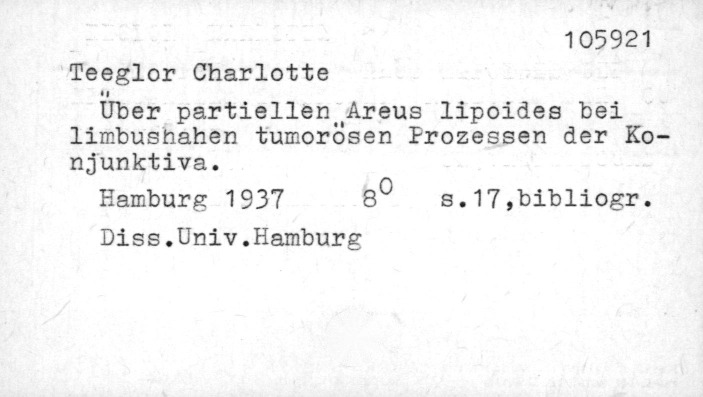 105921
Teeglor Charlotte
Über partiellen Areus lipoides bei
limbushahen tumorösen Prozessen der Ko-
njunktiva.
Hamburg 1937 8⁰ s.17,bibliogr.
Diss.Univ.Hamburg